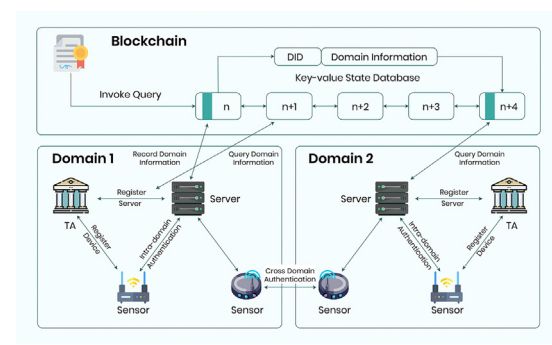 Blockchain
DID
Domain Information
Key-value State Database
Invoke Query
n
n+1
n+2
n+3
n+4
Domain 1
Record Domain
Information
Query Domain
Information
Register
Server
Server
TA
Register
Device
Intra-domain
Authentication
Sensor
Sensor
Cross Domain
Authentication
Domain 2
Query Domain
Information
Server
Register
Server
TA
Intra-domain
Authentication
Register
Device
Sensor
Sensor